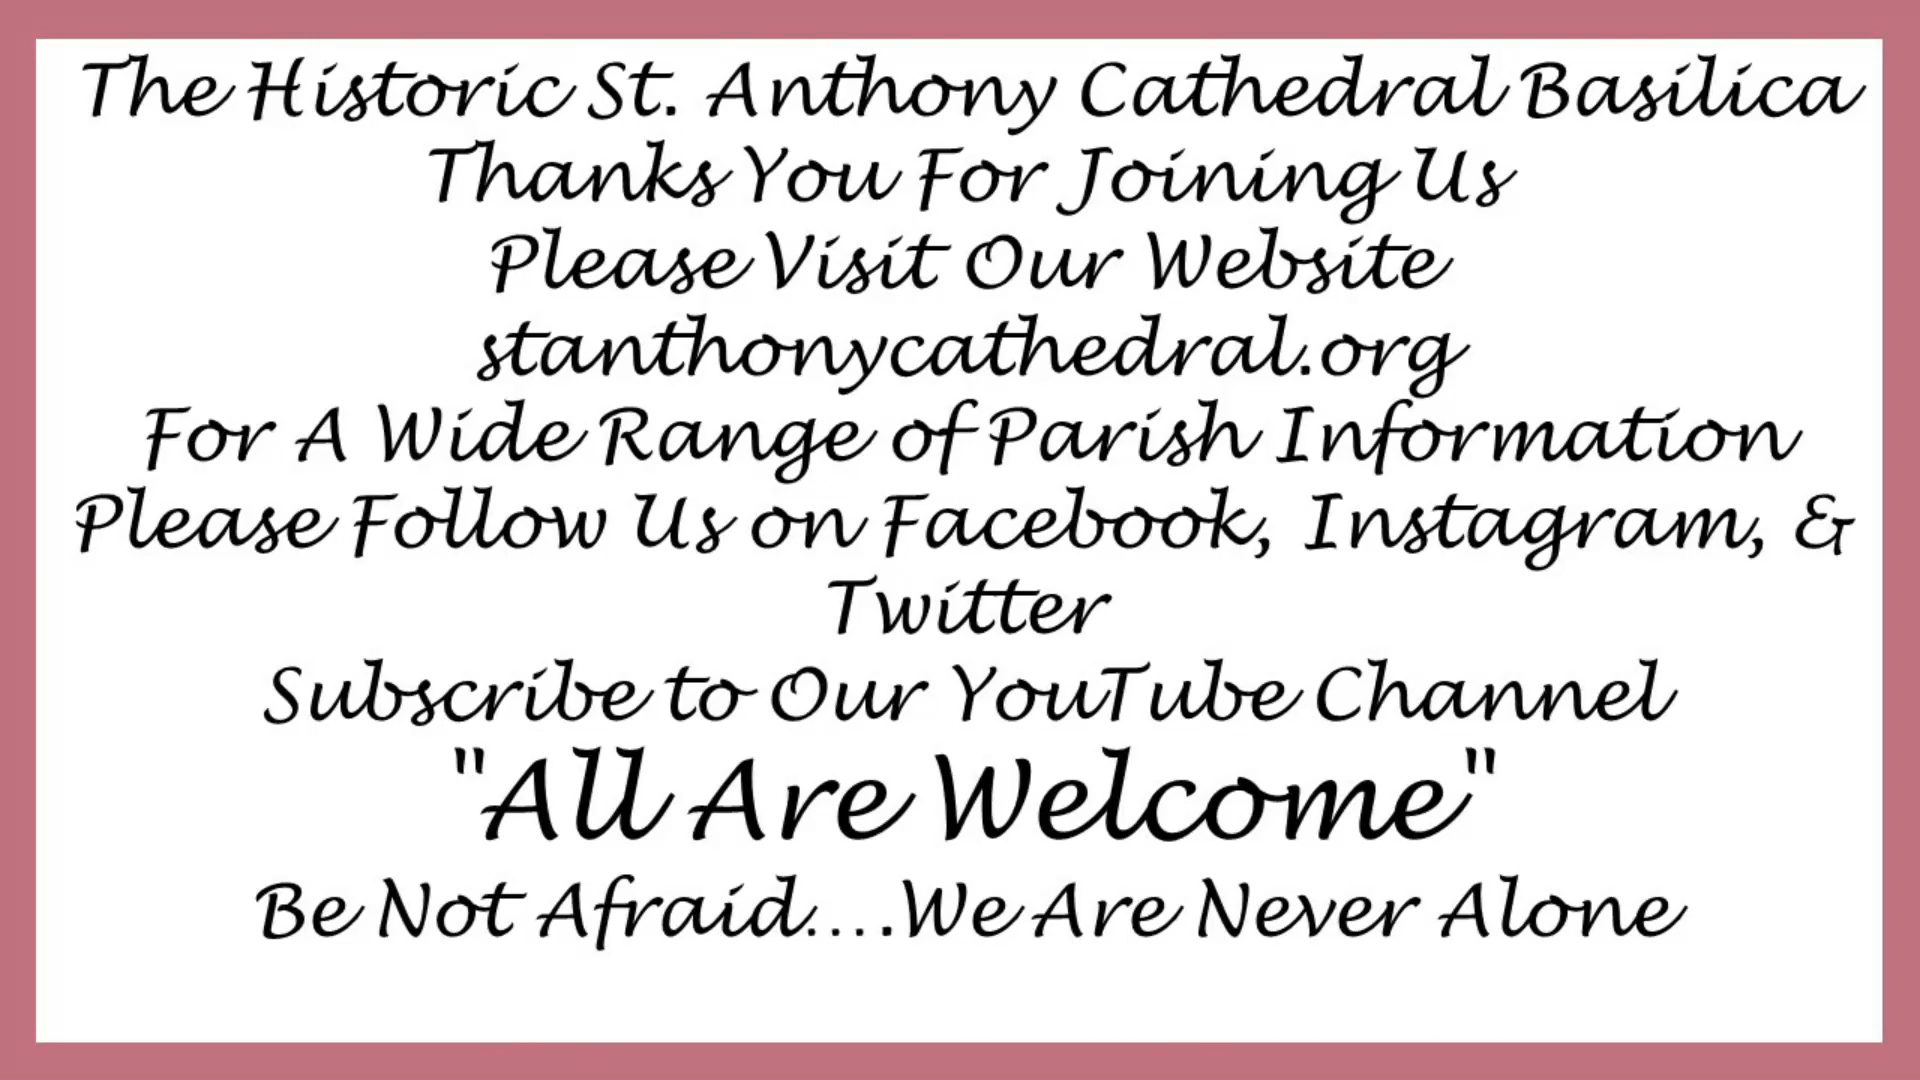 The Historic St. Anthony Cathedral Basilica
Thanks You For Joining Us
Please Visit Our Website
stanthonycathedral.org
For A Wide Range of Parish Information
Please Follow Us on Facebook, Instagram, &
Twitter
Subscribe to Our YouTube Channel
"All Are Welcome"
Be Not Afraid....We Are Never Alone